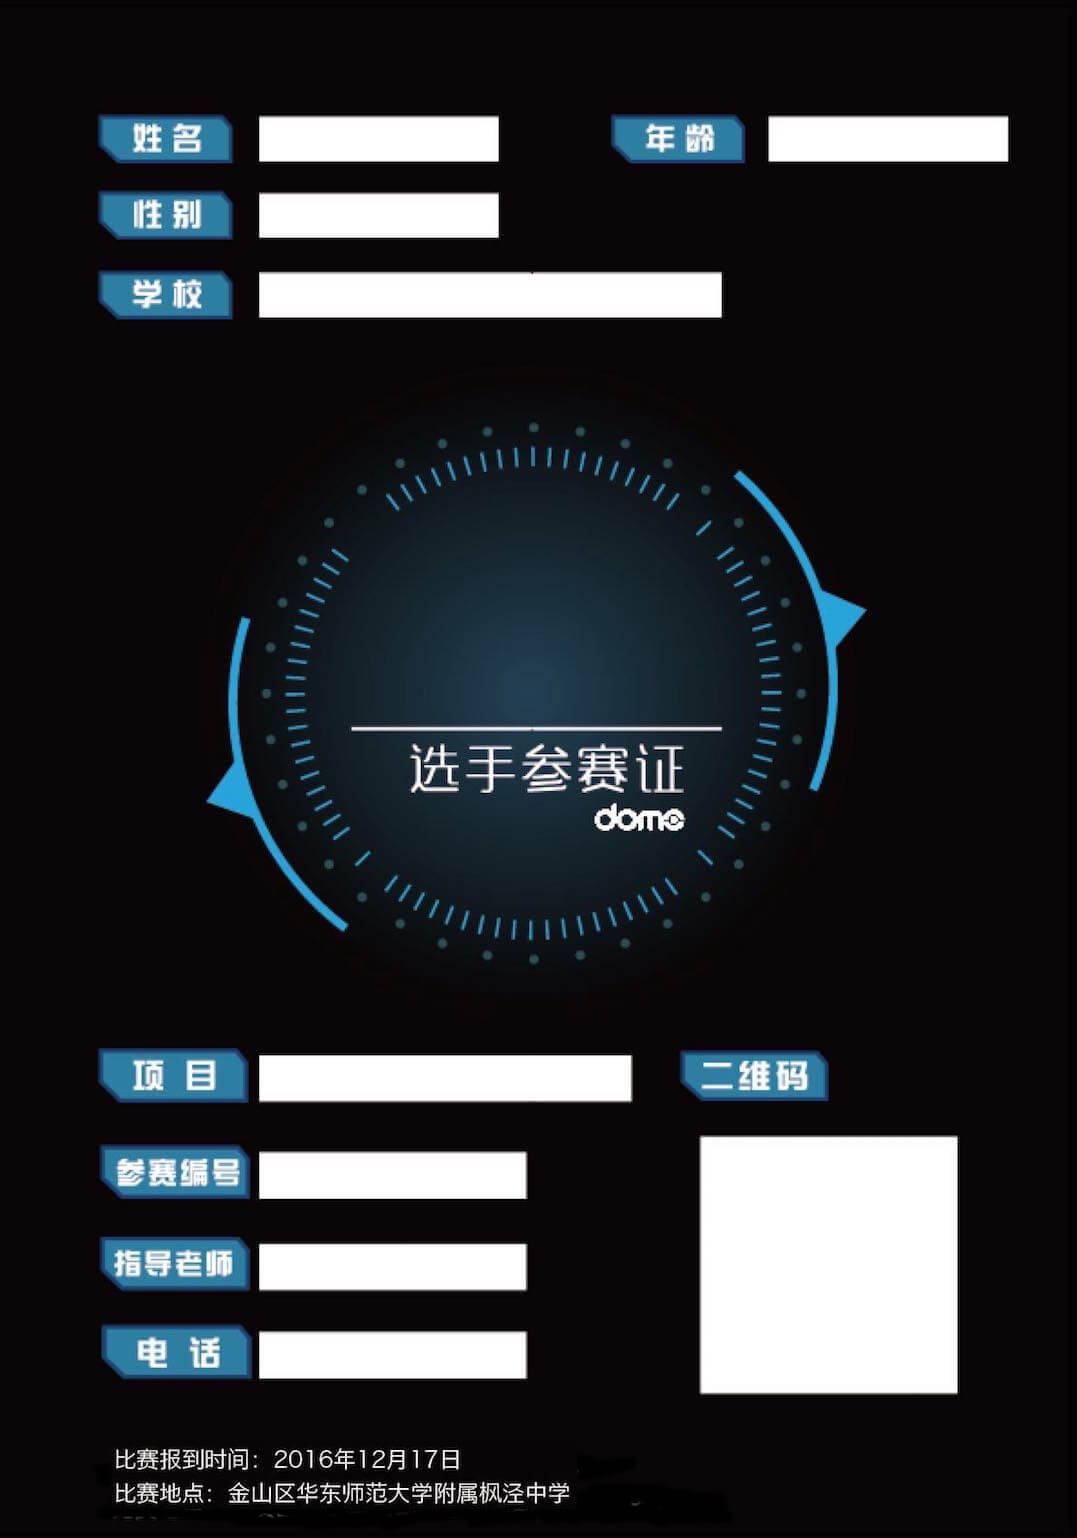 姓名
年龄
性别
学校
选手参赛证
dome
项目
二维码
参赛编号
指导老师
电话
比赛报到时间：2016年12月17日
比赛地点：金山区华东师范大学附属枫泾中学